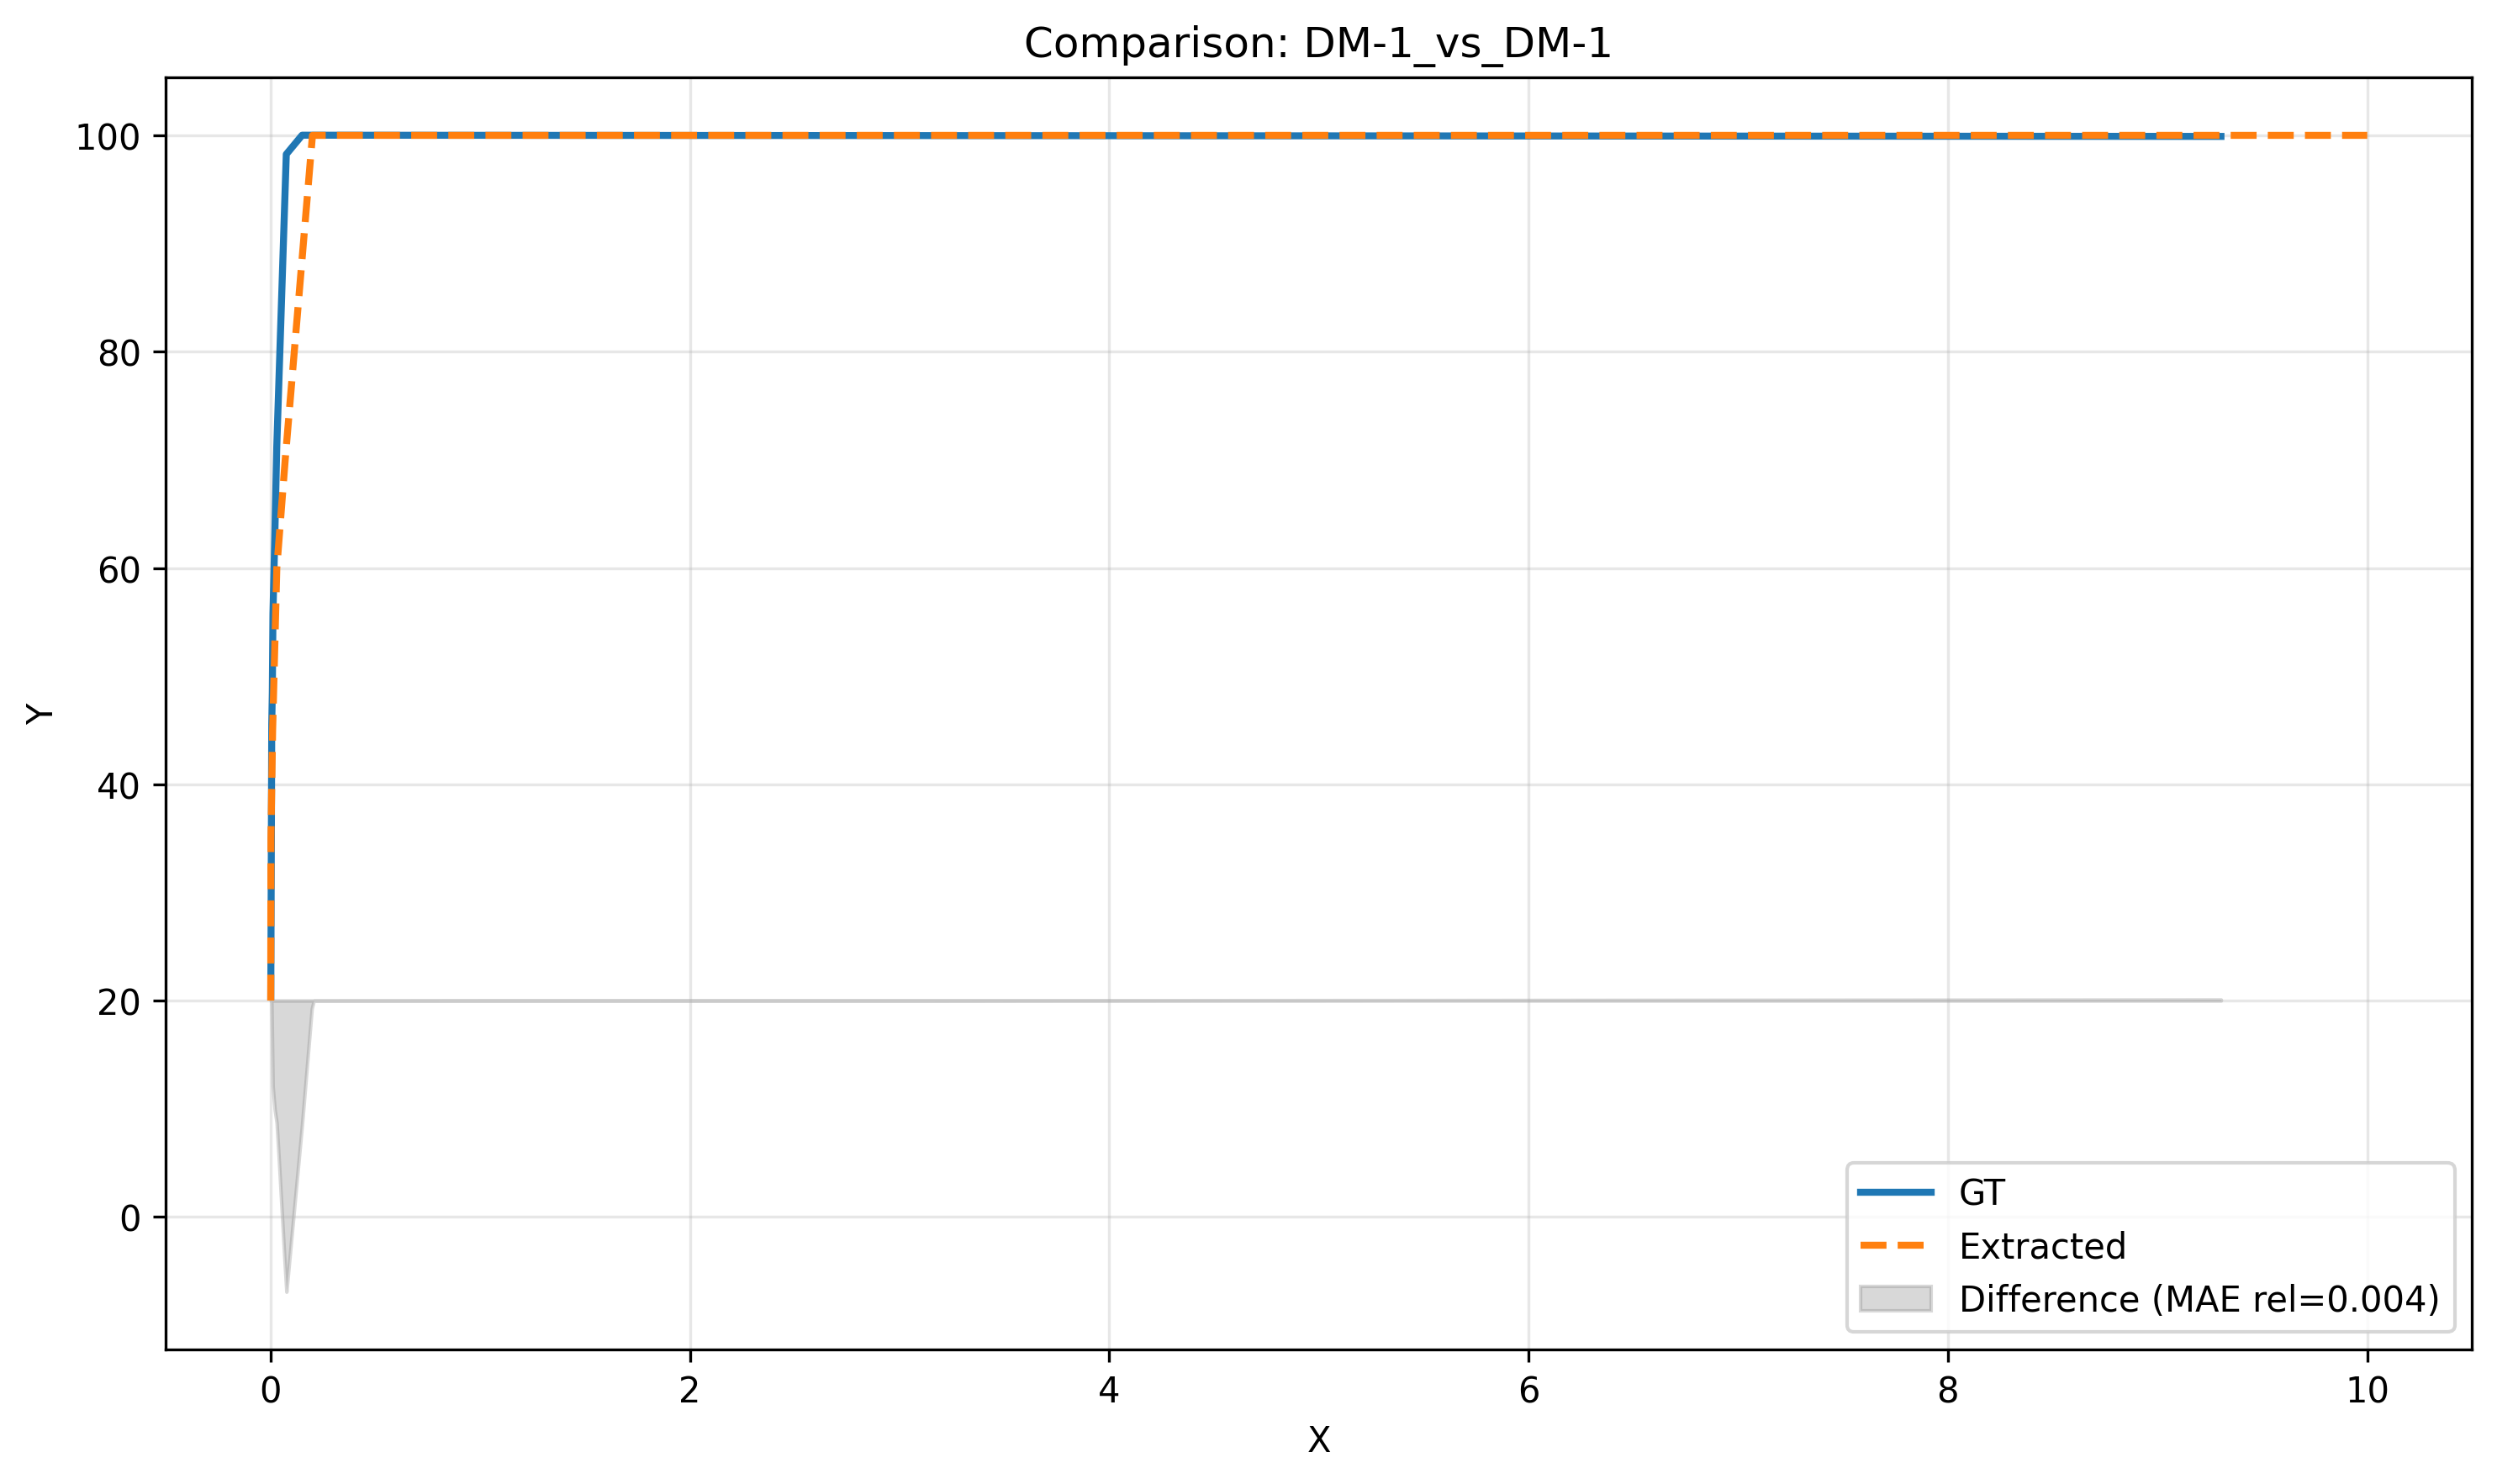 Comparison: DM-1_vs_DM-1
100
80
60
40
20
0
Y
0 2 4 6 8 10
X
GT
Extracted
Difference (MAE rel=0.004)